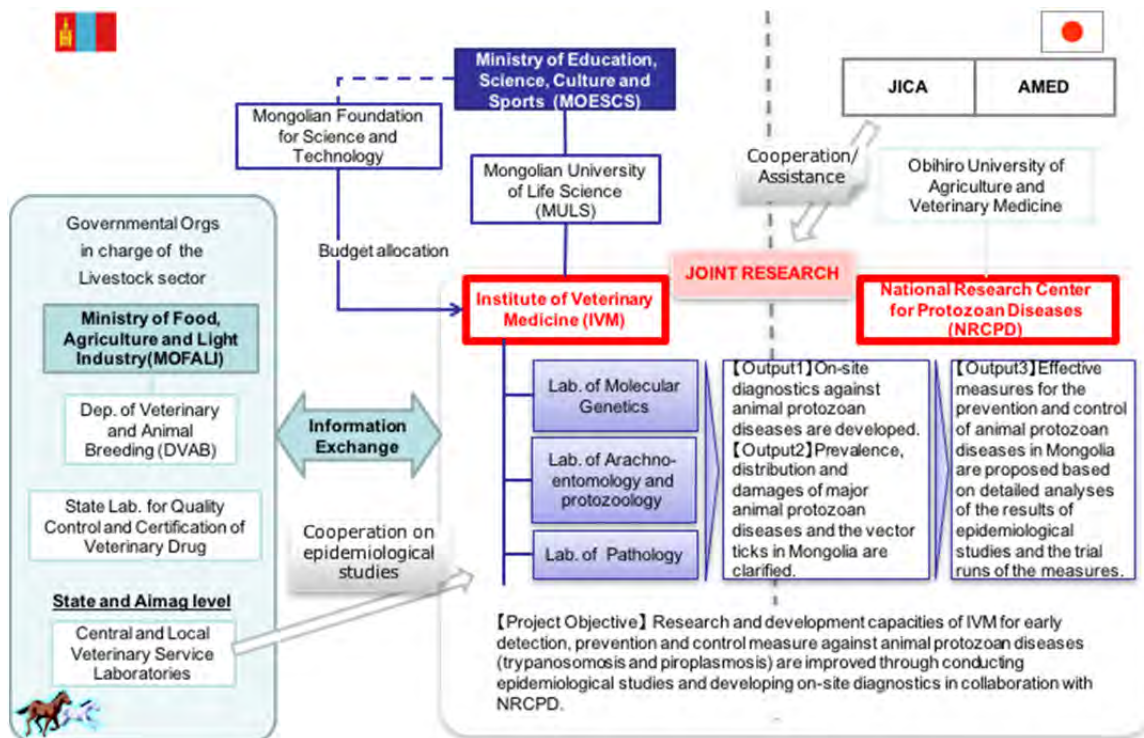 Ministry of Education,
Science, Culture and
Sports (MOESCS)
JICA
AMED
Mongolian Foundation
for Science and
Technology
Mongolian University
of Life Science
(MULS)
Cooperation/
Assistance
Obihiro University of
Agriculture and
Veterinary Medicine
Governmental Orgs
in charge of the
Livestock sector
Budget allocation
JOINT RESEARCH
Institute of Veterinary
Medicine (IVM)
National Research Center
for Protozoan Diseases
(NRCPD)
Ministry of Food,
Agriculture and Light
Industry(MOFALI)
Dep. of Veterinary
and Animal
Breeding (DVAB)
State Lab. for Quality
Control and Certification of
Veterinary Drug
State and Aimag level
Central and Local
Veterinary Service
Laboratories
Information
Exchange
Cooperation on
epidemiological
studies
Lab. of Molecular
Genetics
Lab. of Arachno-
entomology and
protozoology
Lab. of Pathology
【Output1】On-site
diagnostics against
animal protozoan
diseases are developed.
【Output2】Prevalence,
distribution and
damages of major
animal protozoan
diseases and the vector
ticks in Mongolia are
clarified.
【Output3】Effective
measures for the
prevention and control
of animal protozoan
diseases in Mongolia
are proposed based
on detailed analyses
of the results of
epidemiological
studies and the trial
runs of the measures.
【Project Objective】 Research and development capacities of IVM for early
detection, prevention and control measure against animal protozoan diseases
(trypanosomosis and piroplasmosis) are improved through conducting
epidemiological studies and developing on-site diagnostics in collaboration with
NRCPD.